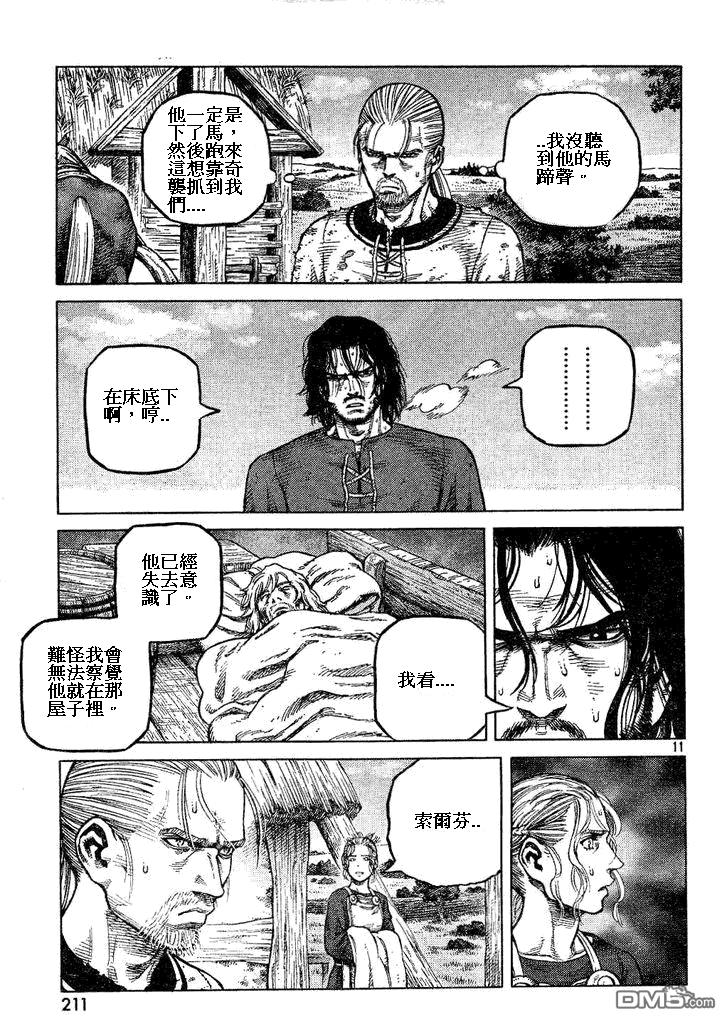 ..我沒聽
到他的馬
蹄聲。
他一定是
下了馬，
然後跑來
這想靠奇
襲抓到我
們....
........
........
在床底下
啊，哼..
我看....
他已經
失去意
識了。
難怪我會
無法察覺
他就在那
屋子裡。
11
索爾芬..
211
DM5.com